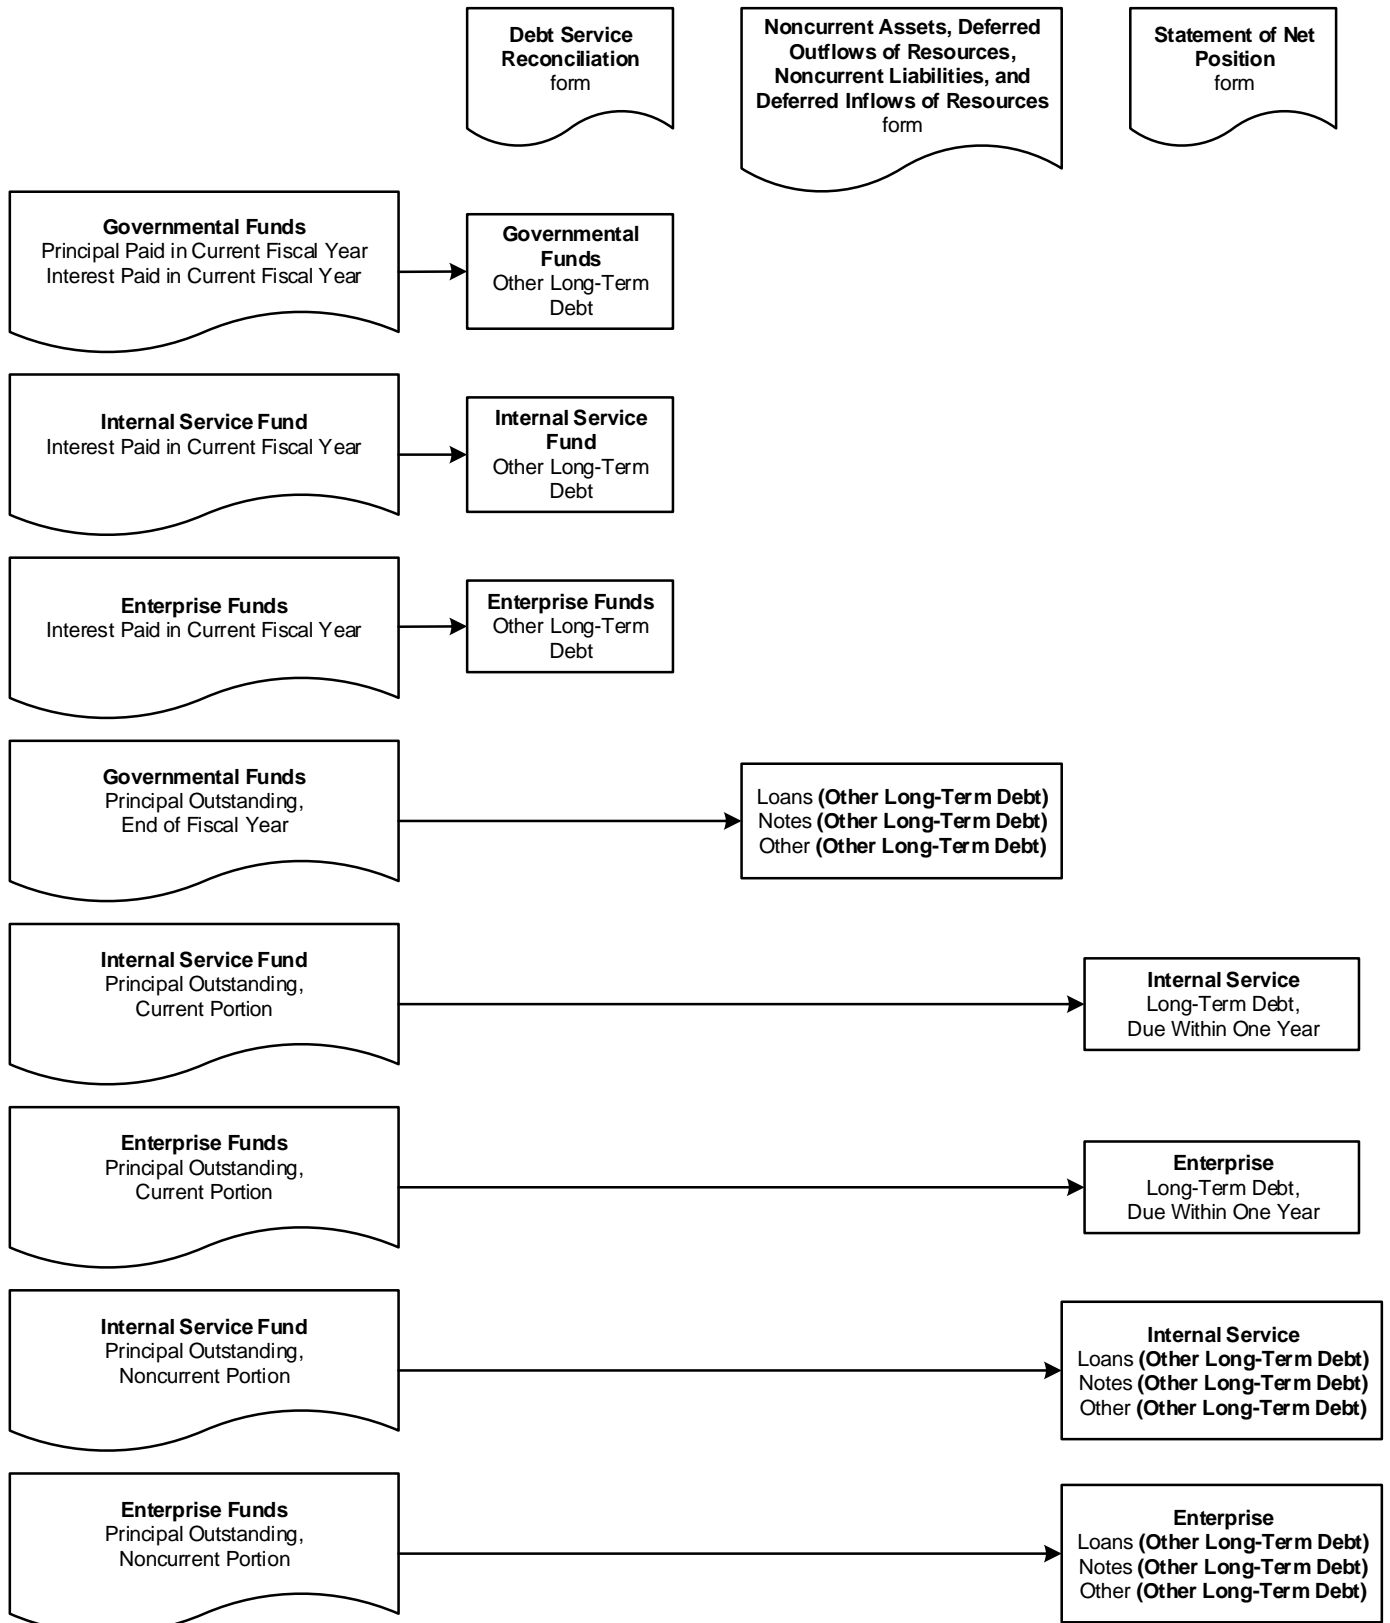 Debt Service
Reconciliation
form
Noncurrent Assets, Deferred
Outflows of Resources,
Noncurrent Liabilities, and
Deferred Inflows of Resources
form
Statement of Net
Position
form
Governmental Funds
Principal Paid in Current Fiscal Year
Interest Paid in Current Fiscal Year
Governmental
Funds
Other Long-Term
Debt
Internal Service Fund
Interest Paid in Current Fiscal Year
Internal Service
Fund
Other Long-Term
Debt
Enterprise Funds
Interest Paid in Current Fiscal Year
Enterprise Funds
Other Long-Term
Debt
Governmental Funds
Principal Outstanding,
End of Fiscal Year
Loans (Other Long-Term Debt)
Notes (Other Long-Term Debt)
Other (Other Long-Term Debt)
Internal Service Fund
Principal Outstanding,
Current Portion
Internal Service
Long-Term Debt,
Due Within One Year
Enterprise Funds
Principal Outstanding,
Current Portion
Enterprise
Long-Term Debt,
Due Within One Year
Internal Service Fund
Principal Outstanding,
Noncurrent Portion
Internal Service
Loans (Other Long-Term Debt)
Notes (Other Long-Term Debt)
Other (Other Long-Term Debt)
Enterprise Funds
Principal Outstanding,
Noncurrent Portion
Enterprise
Loans (Other Long-Term Debt)
Notes (Other Long-Term Debt)
Other (Other Long-Term Debt)